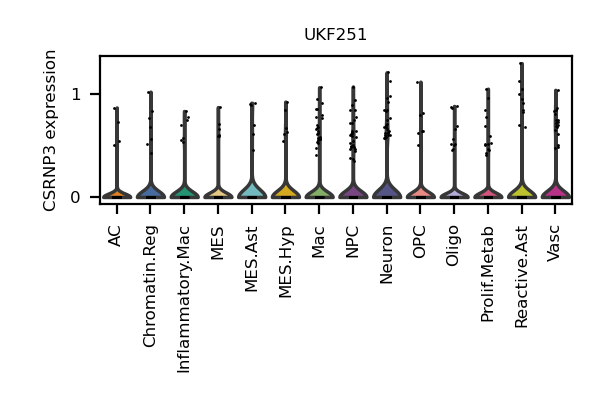 UKF251
CSRNP3 expression
1
0
AC
Chromatin.Reg
Inflammatory.Mac
MES
MES.Ast
MES.Hyp
Mac
NPC
Neuron
OPC
Oligo
Prolif.Metab
Reactive.Ast
Vasc